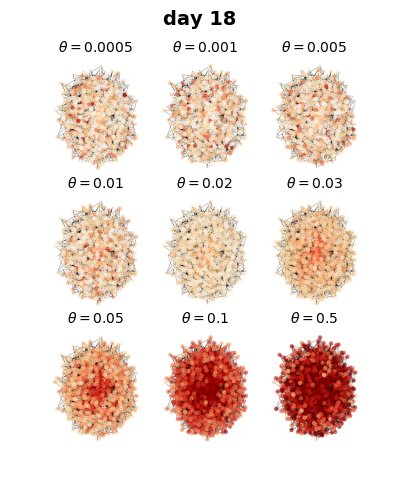 day 18
θ = 0.0005
θ = 0.001
θ = 0.005
θ = 0.01
θ = 0.02
θ = 0.03
θ = 0.05
θ = 0.1
θ = 0.5